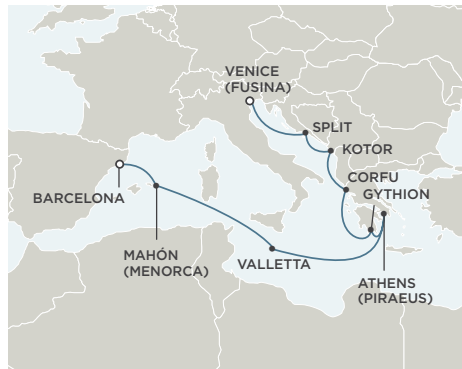 VENICE
(FUSINA)
SPLIT
KOTOR
CORFU
GYTHION
BARCELONA
MAHÓN
(MENORCA)
VALLETTA
ATHENS
(PIRAEUS)